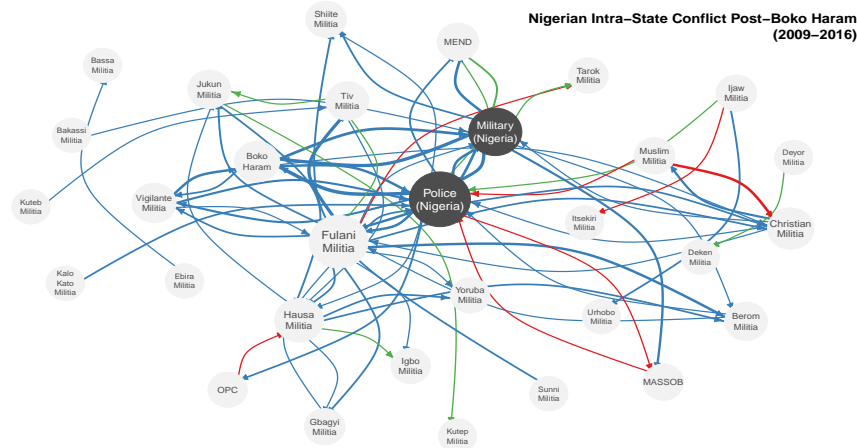 Nigerian Intra–State Conflict Post–Boko Haram
(2009–2016)
Shiite
Militia
MEND
Bassa
Militia
Tarok
Militia
Jukun
Militia
Tiv
Militia
Ijaw
Militia
Bakassi
Militia
Military
(Nigeria)
Boko
Haram
Muslim
Militia
Deyor
Militia
Kuteb
Militia
Vigilante
Militia
Police
(Nigeria)
Itsekiri
Militia
Christian
Militia
Fulani
Militia
Deken
Militia
Kalo
Kato
Militia
Ebira
Militia
Yoruba
Militia
Hausa
Militia
Urhobo
Militia
Berom
Militia
Igbo
Militia
OPC
MASSOB
Sunni
Militia
Gbagyi
Militia
Kutep
Militia